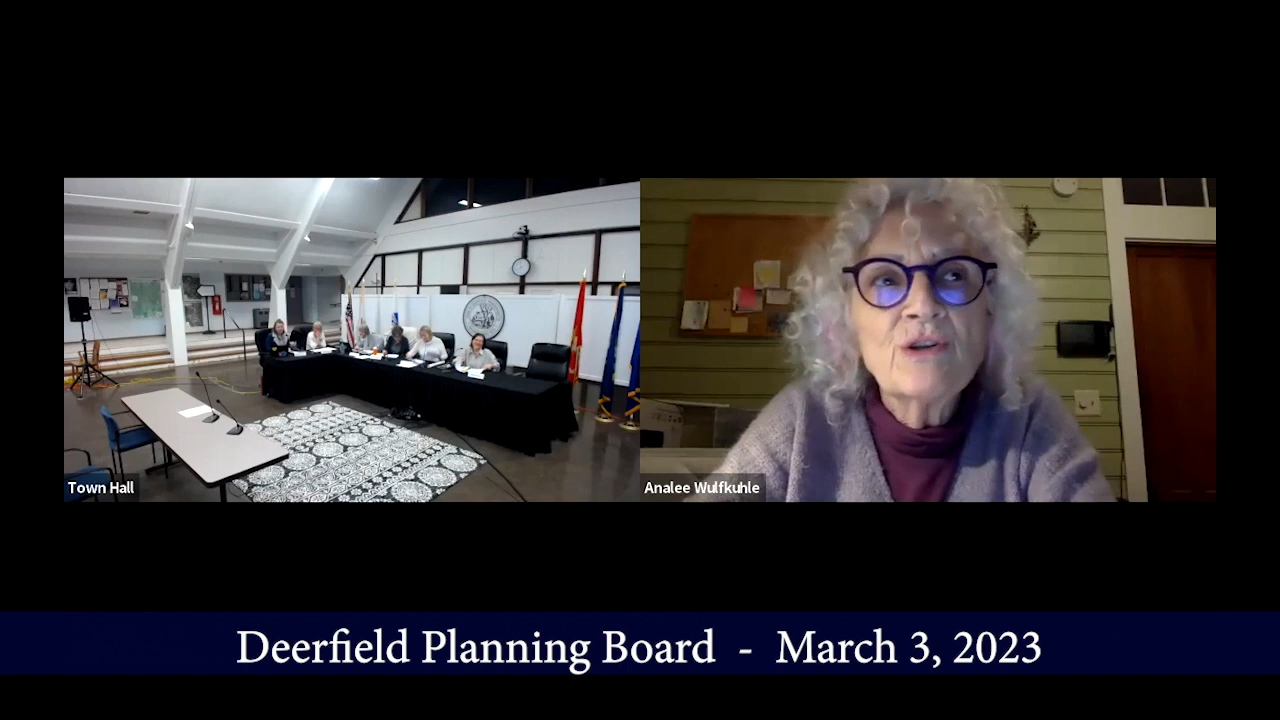 Town Hall
Analee Wulfkuhle
Deerfield Planning Board - March 3, 2023